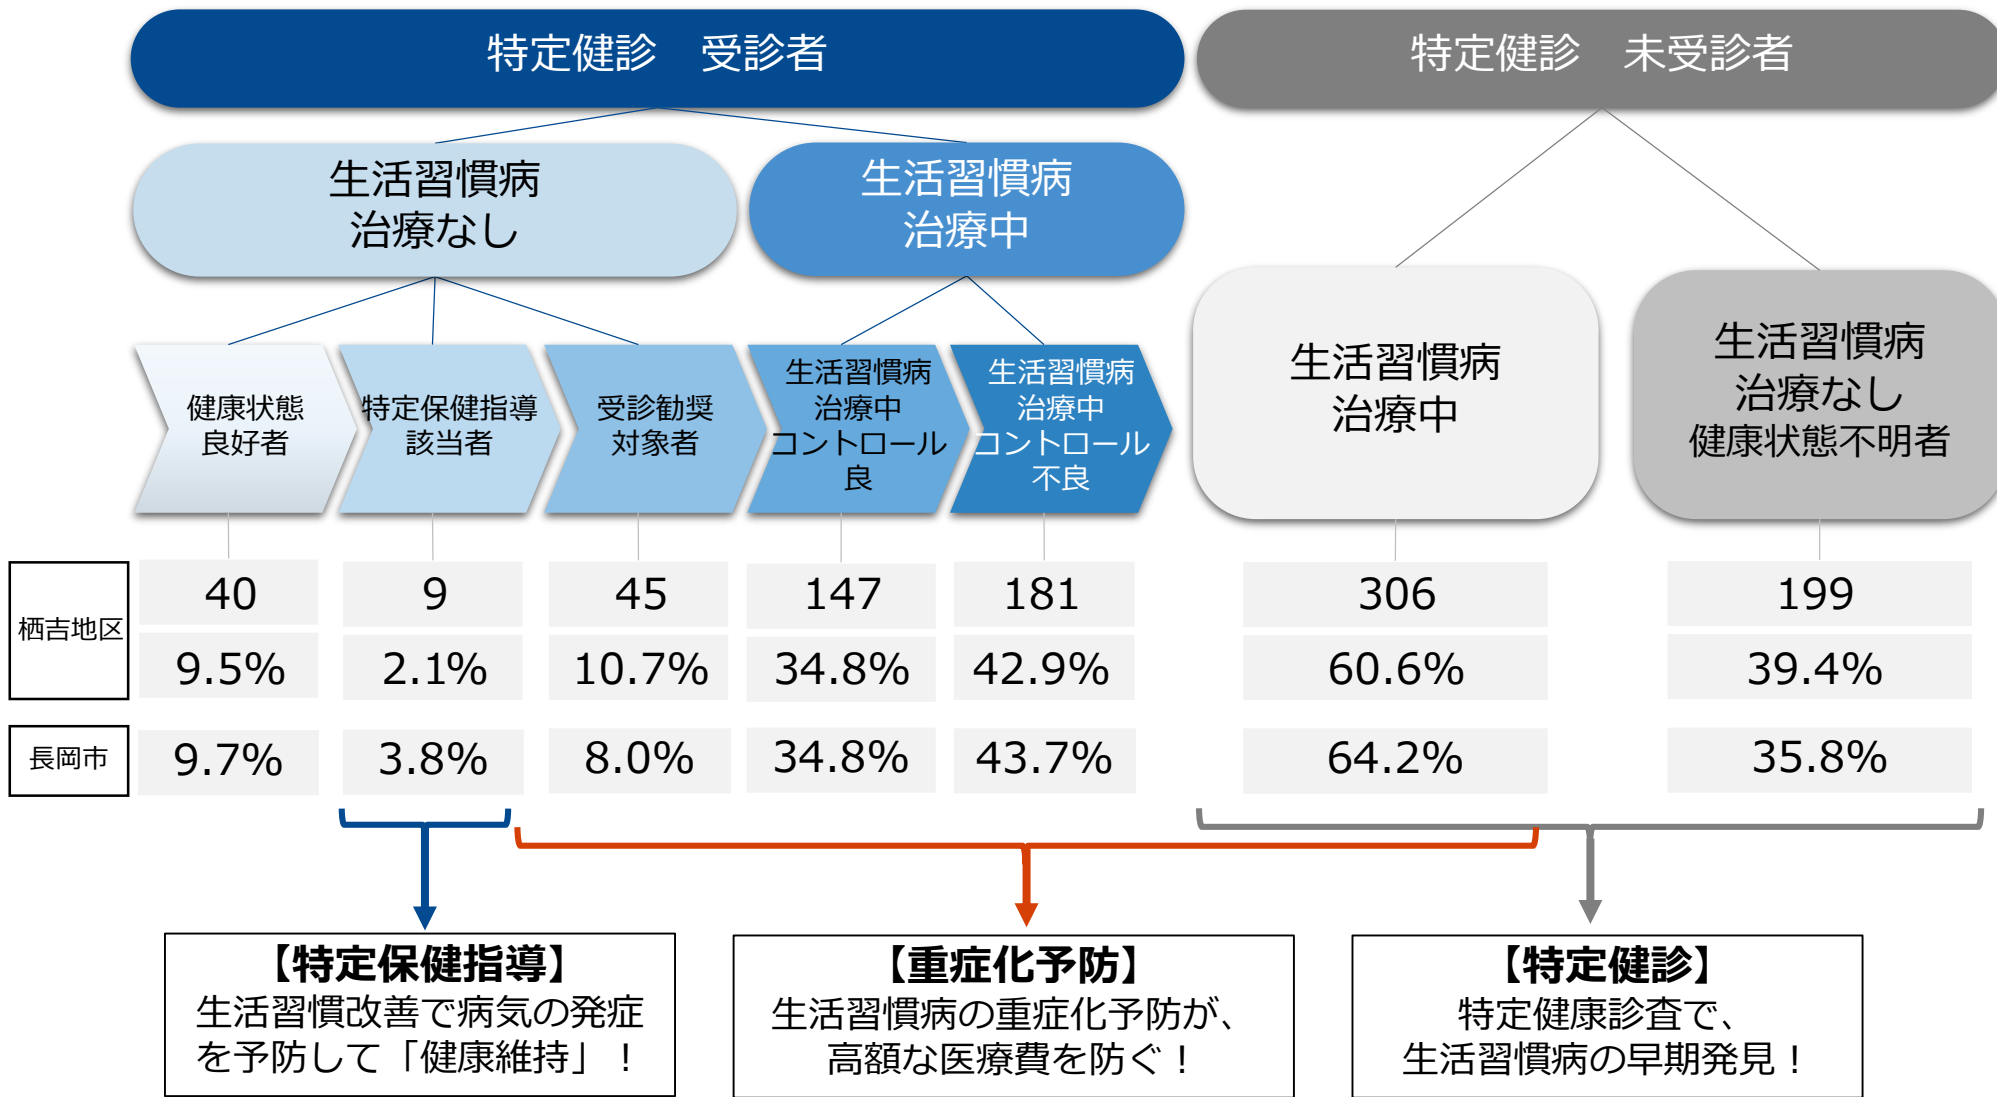 特定健診　受診者
特定健診　未受診者
生活習慣病
治療なし
生活習慣病
治療中
健康状態
良好者
特定保健指導
該当者
受診勧奨
対象者
生活習慣病
治療中
コントロール
良
生活習慣病
治療中
コントロール
不良
生活習慣病
治療中
生活習慣病
治療なし
健康状態不明者
栖吉地区
40
9
45
147
181
306
199
9.5%
2.1%
10.7%
34.8%
42.9%
60.6%
39.4%
長岡市
9.7%
3.8%
8.0%
34.8%
43.7%
64.2%
35.8%
【特定保健指導】
生活習慣改善で病気の発症
を予防して「健康維持」！
【重症化予防】
生活習慣病の重症化予防が、
高額な医療費を防ぐ！
【特定健診】
特定健康診査で、
生活習慣病の早期発見！